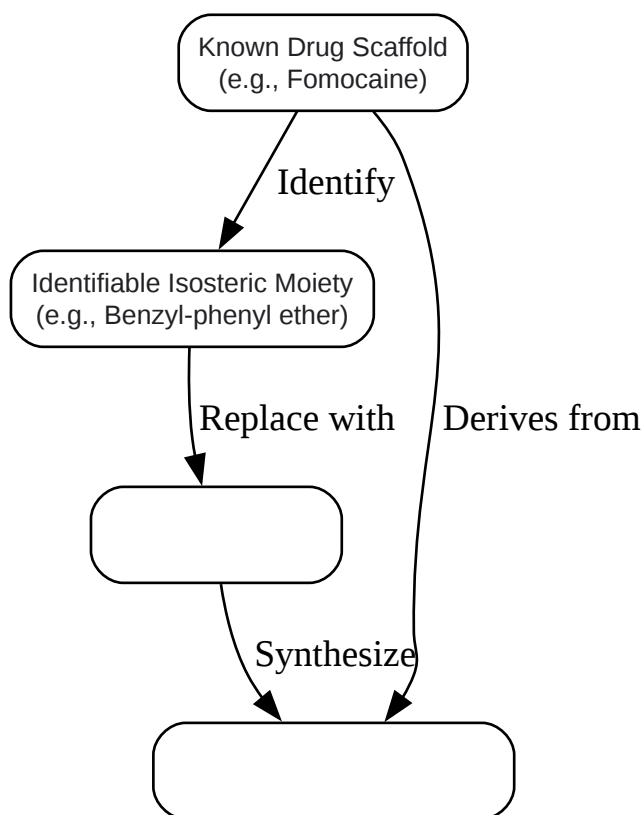 Known Drug Scaffold
(e.g., Fomocaine)
Identify
Identifiable Isosteric Moiety
(e.g., Benzyl-phenyl ether)
Replace with
Derives from
Synthesize